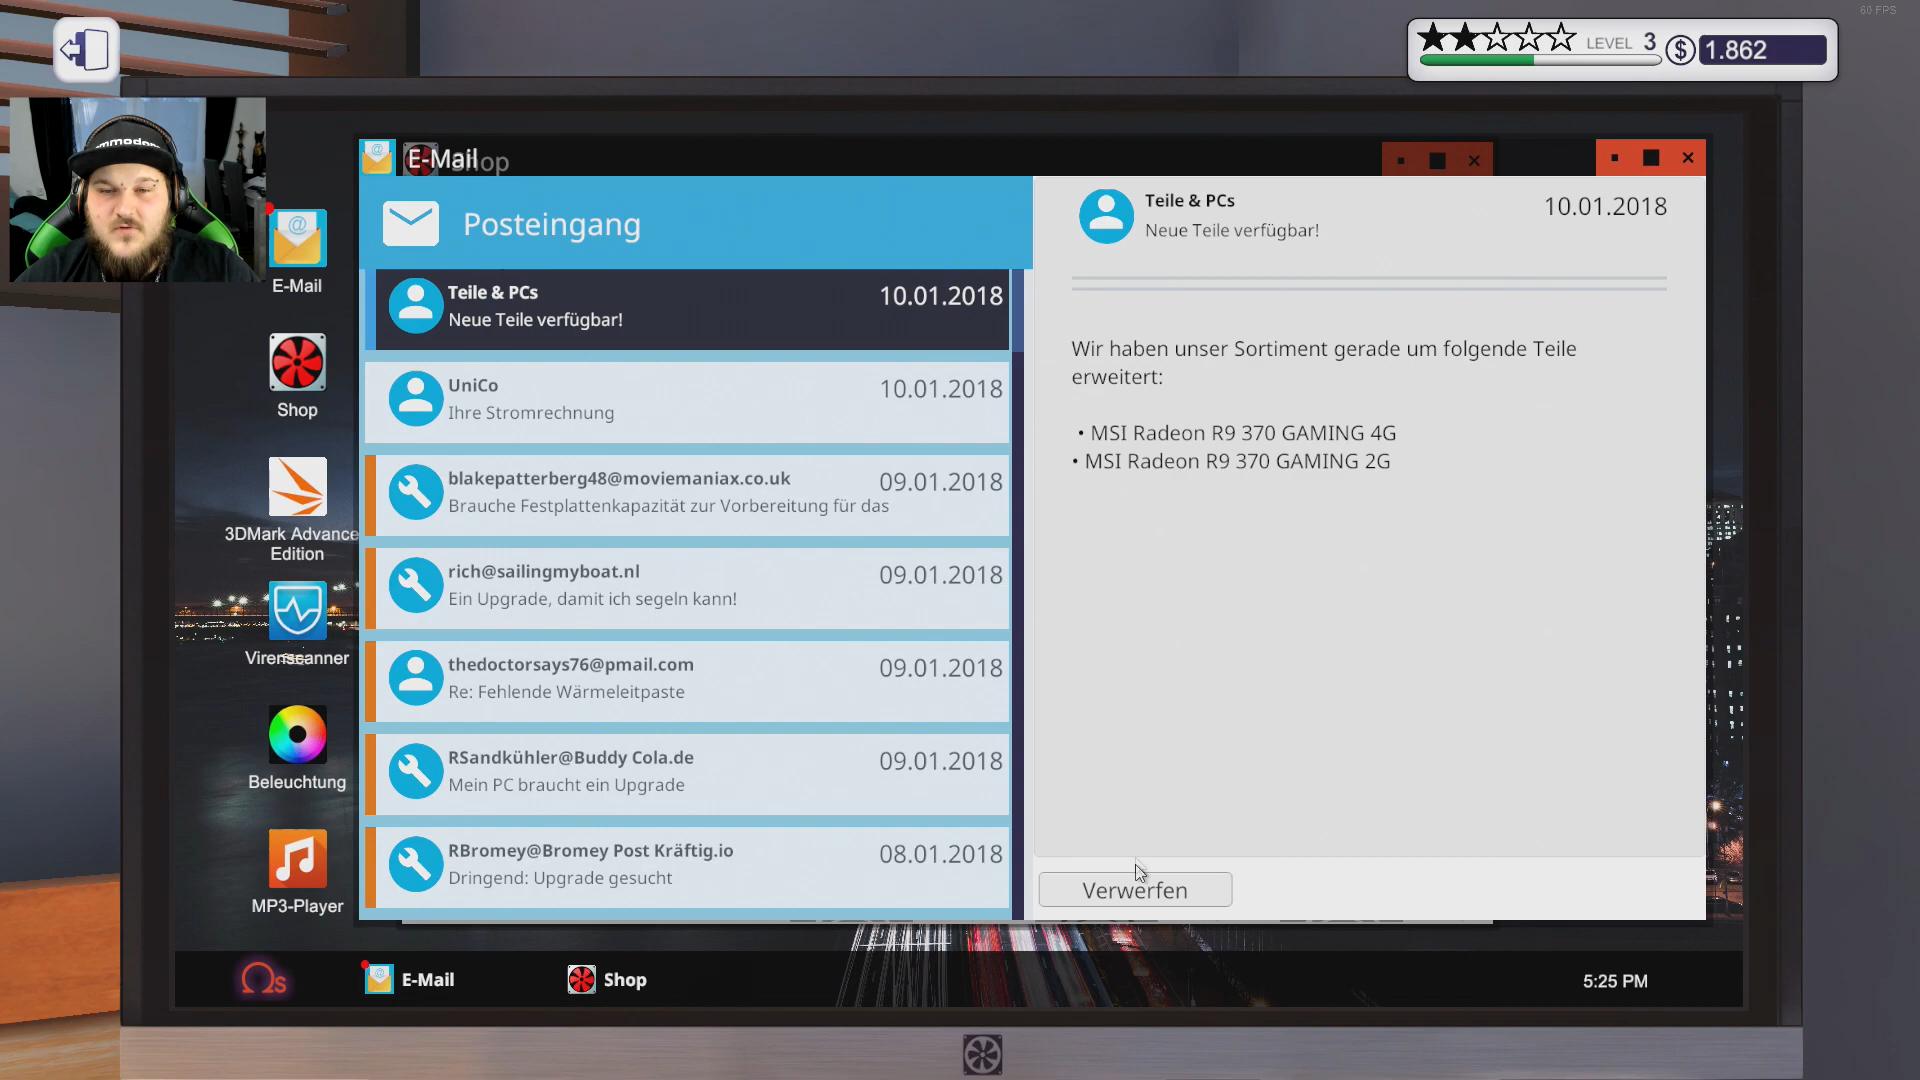 60 FPS
LEVEL 3
$ 1.862
E-Mail
Shop
Posteingang
Teile & PCs
10.01.2018
Neue Teile verfügbar!
UniCo
10.01.2018
Ihre Stromrechnung
blakepatterberg48@moviemaniax.co.uk
09.01.2018
Brauche Festplattenkapazität zur Vorbereitung für das
rich@sailingmyboat.nl
09.01.2018
Ein Upgrade, damit ich segeln kann!
thedoctorsays76@pmail.com
09.01.2018
Re: Fehlende Wärmeleitpaste
RSandkühler@Buddy Cola.de
09.01.2018
Mein PC braucht ein Upgrade
RBromey@Bromey Post Kräftig.io
08.01.2018
Dringend: Upgrade gesucht
Teile & PCs
10.01.2018
Neue Teile verfügbar!
Wir haben unser Sortiment gerade um folgende Teile
erweitert:
• MSI Radeon R9 370 GAMING 4G
• MSI Radeon R9 370 GAMING 2G
Verwerfen
E-Mail
Shop
3DMark Advance
Edition
Virenscanner
Beleuchtung
MP3-Player
Ωs
E-Mail
Shop
5:25 PM